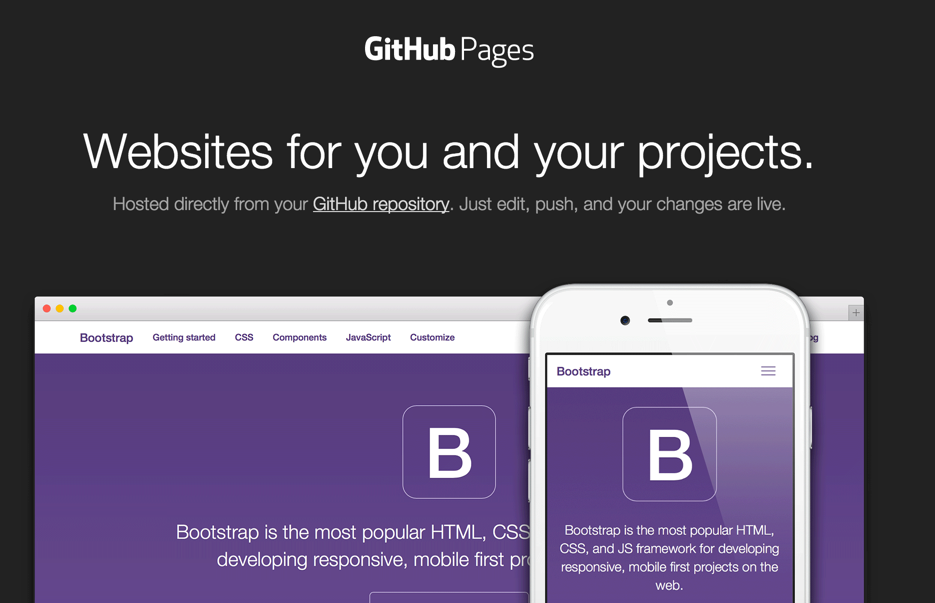 GitHub Pages
Websites for you and your projects.
Hosted directly from your GitHub repository. Just edit, push, and your changes are live.
Bootstrap Getting started CSS Components JavaScript Customize
B
Bootstrap is the most popular HTML, CSS
developing responsive, mobile first
Bootstrap
B
Bootstrap is the most popular HTML,
CSS, and JS framework for developing
responsive, mobile first projects on the
web.